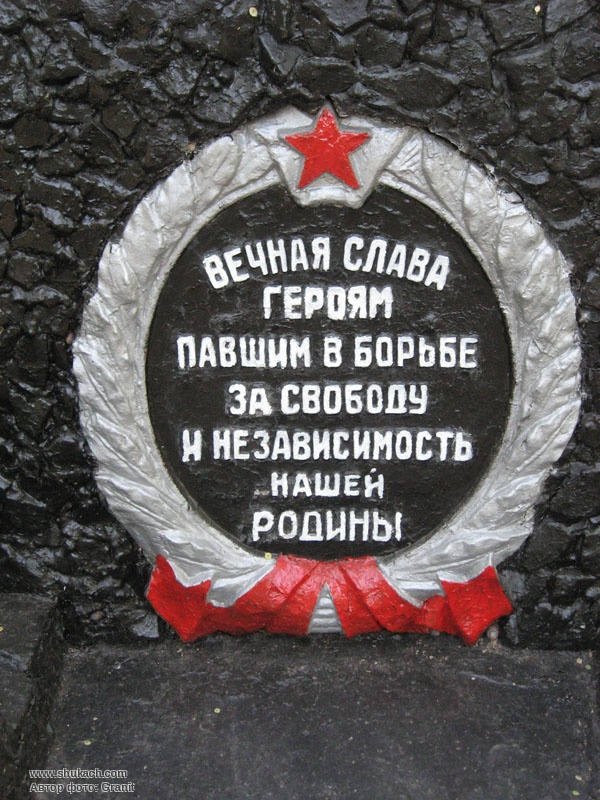 ВЕЧНАЯ СЛАВА
ГЕРОЯМ
ПАВШИМ В БОРЬБЕ
ЗА СВОБОДУ
И НЕЗАВИСИМОСТЬ
НАШЕЙ
РОДИНЫ
www.shukach.com
Автор фото: Granit